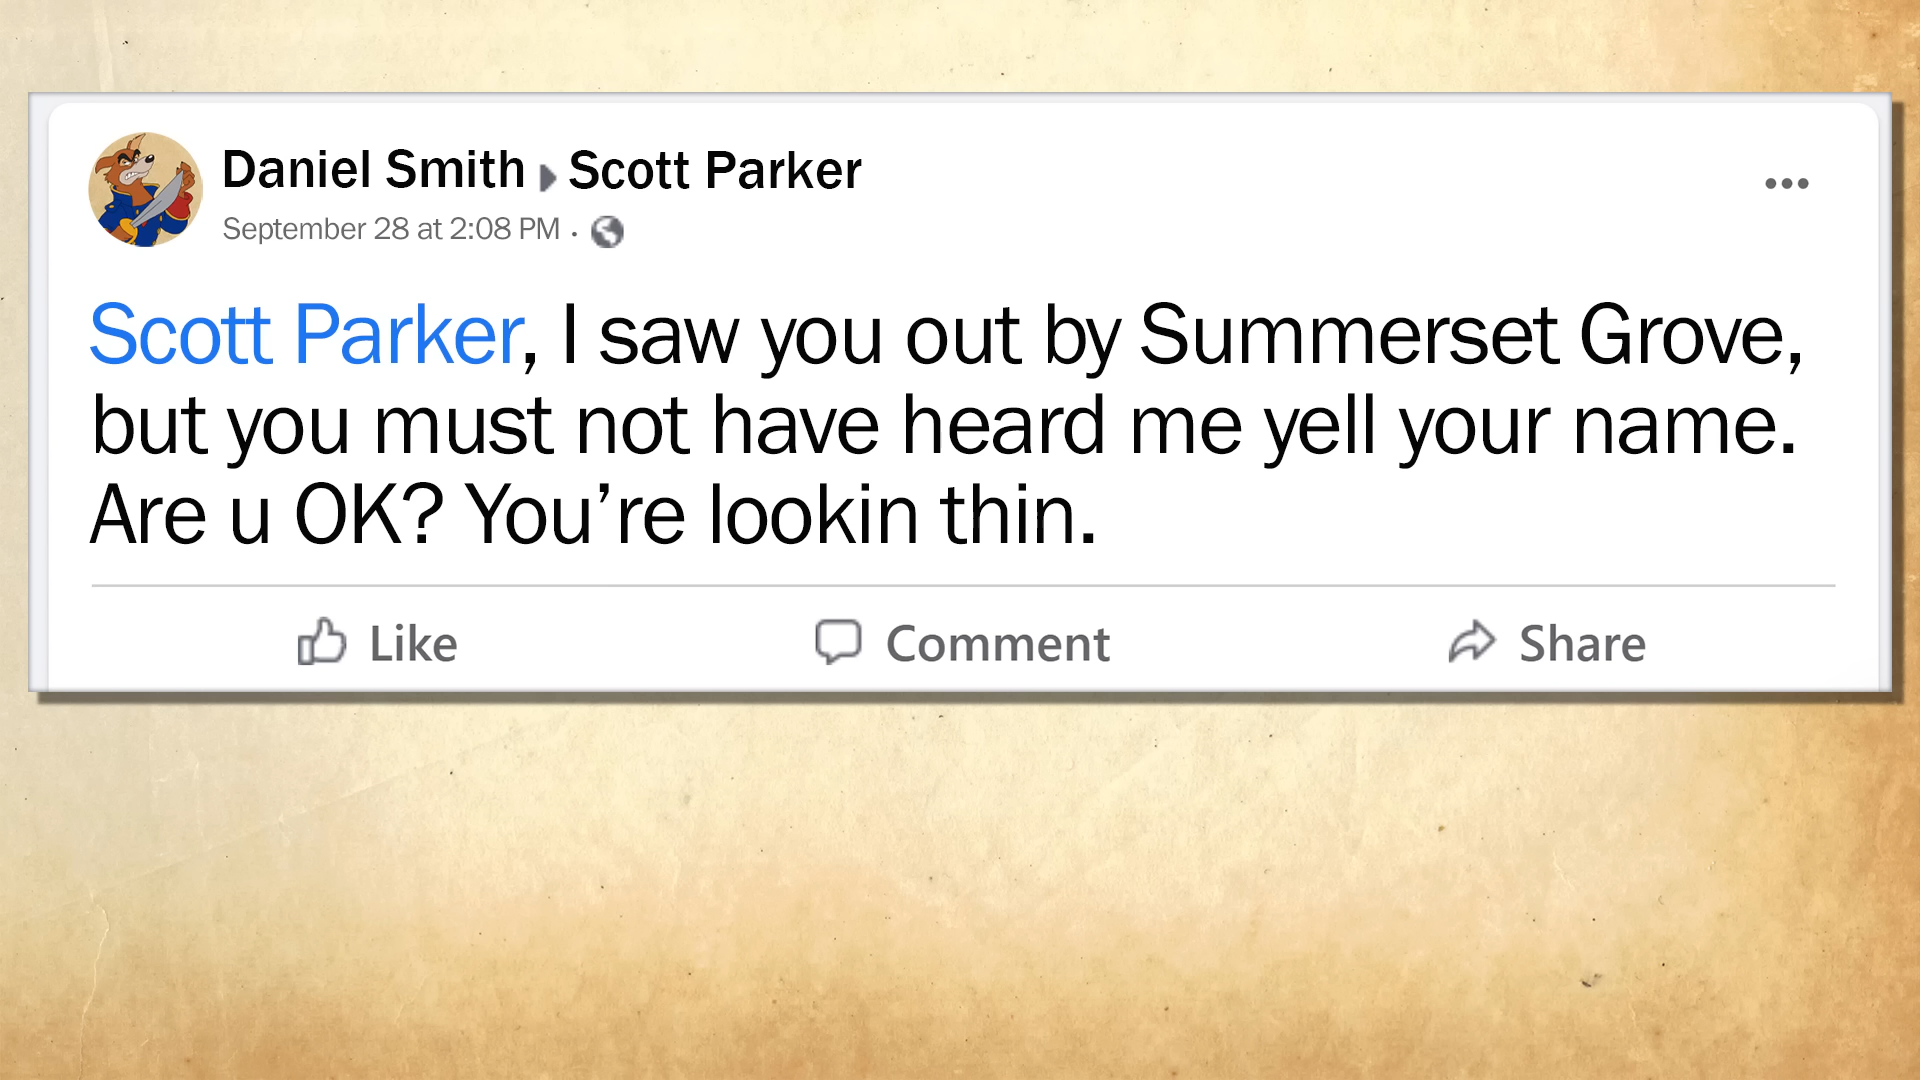 Daniel Smith Scott Parker
September 28 at 2:08 PM ·
Scott Parker, I saw you out by Summerset Grove,
but you must not have heard me yell your name.
Are u OK? You’re lookin thin.
Like Comment Share